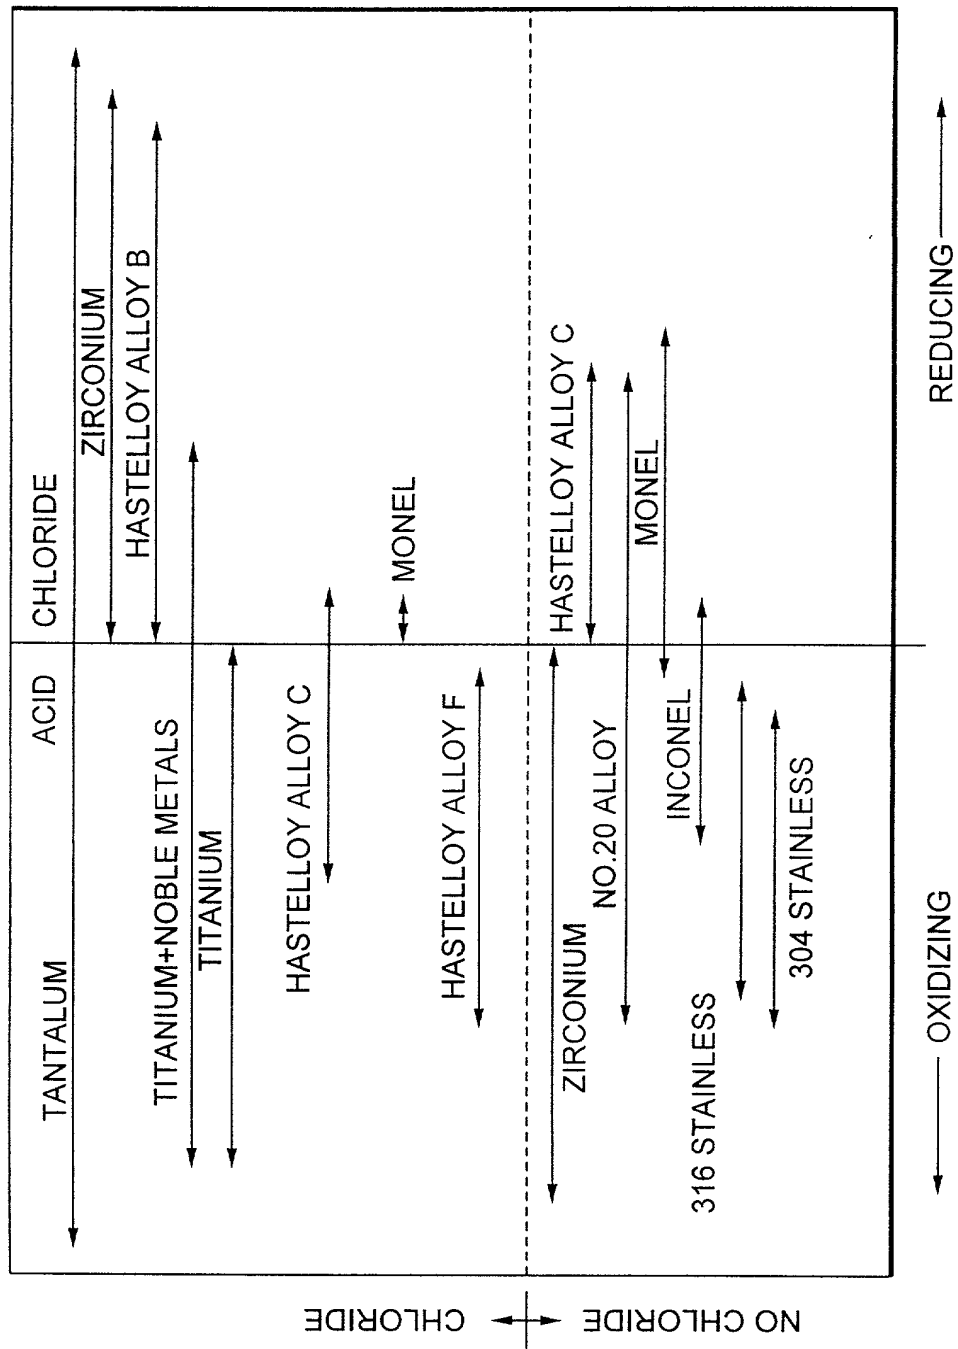 ACID CHLORIDE
TANTALUM
ZIRCONIUM
HASTELLOY ALLOY B
TITANIUM+NOBLE METALS
TITANIUM
HASTELLOY ALLOY C
MONEL
HASTELLOY ALLOY F
ZIRCONIUM
HASTELLOY ALLOY C
NO.20 ALLOY
MONEL
INCONEL
316 STAINLESS
304 STAINLESS
CHLORIDE
NO CHLORIDE
OXIDIZING
REDUCING